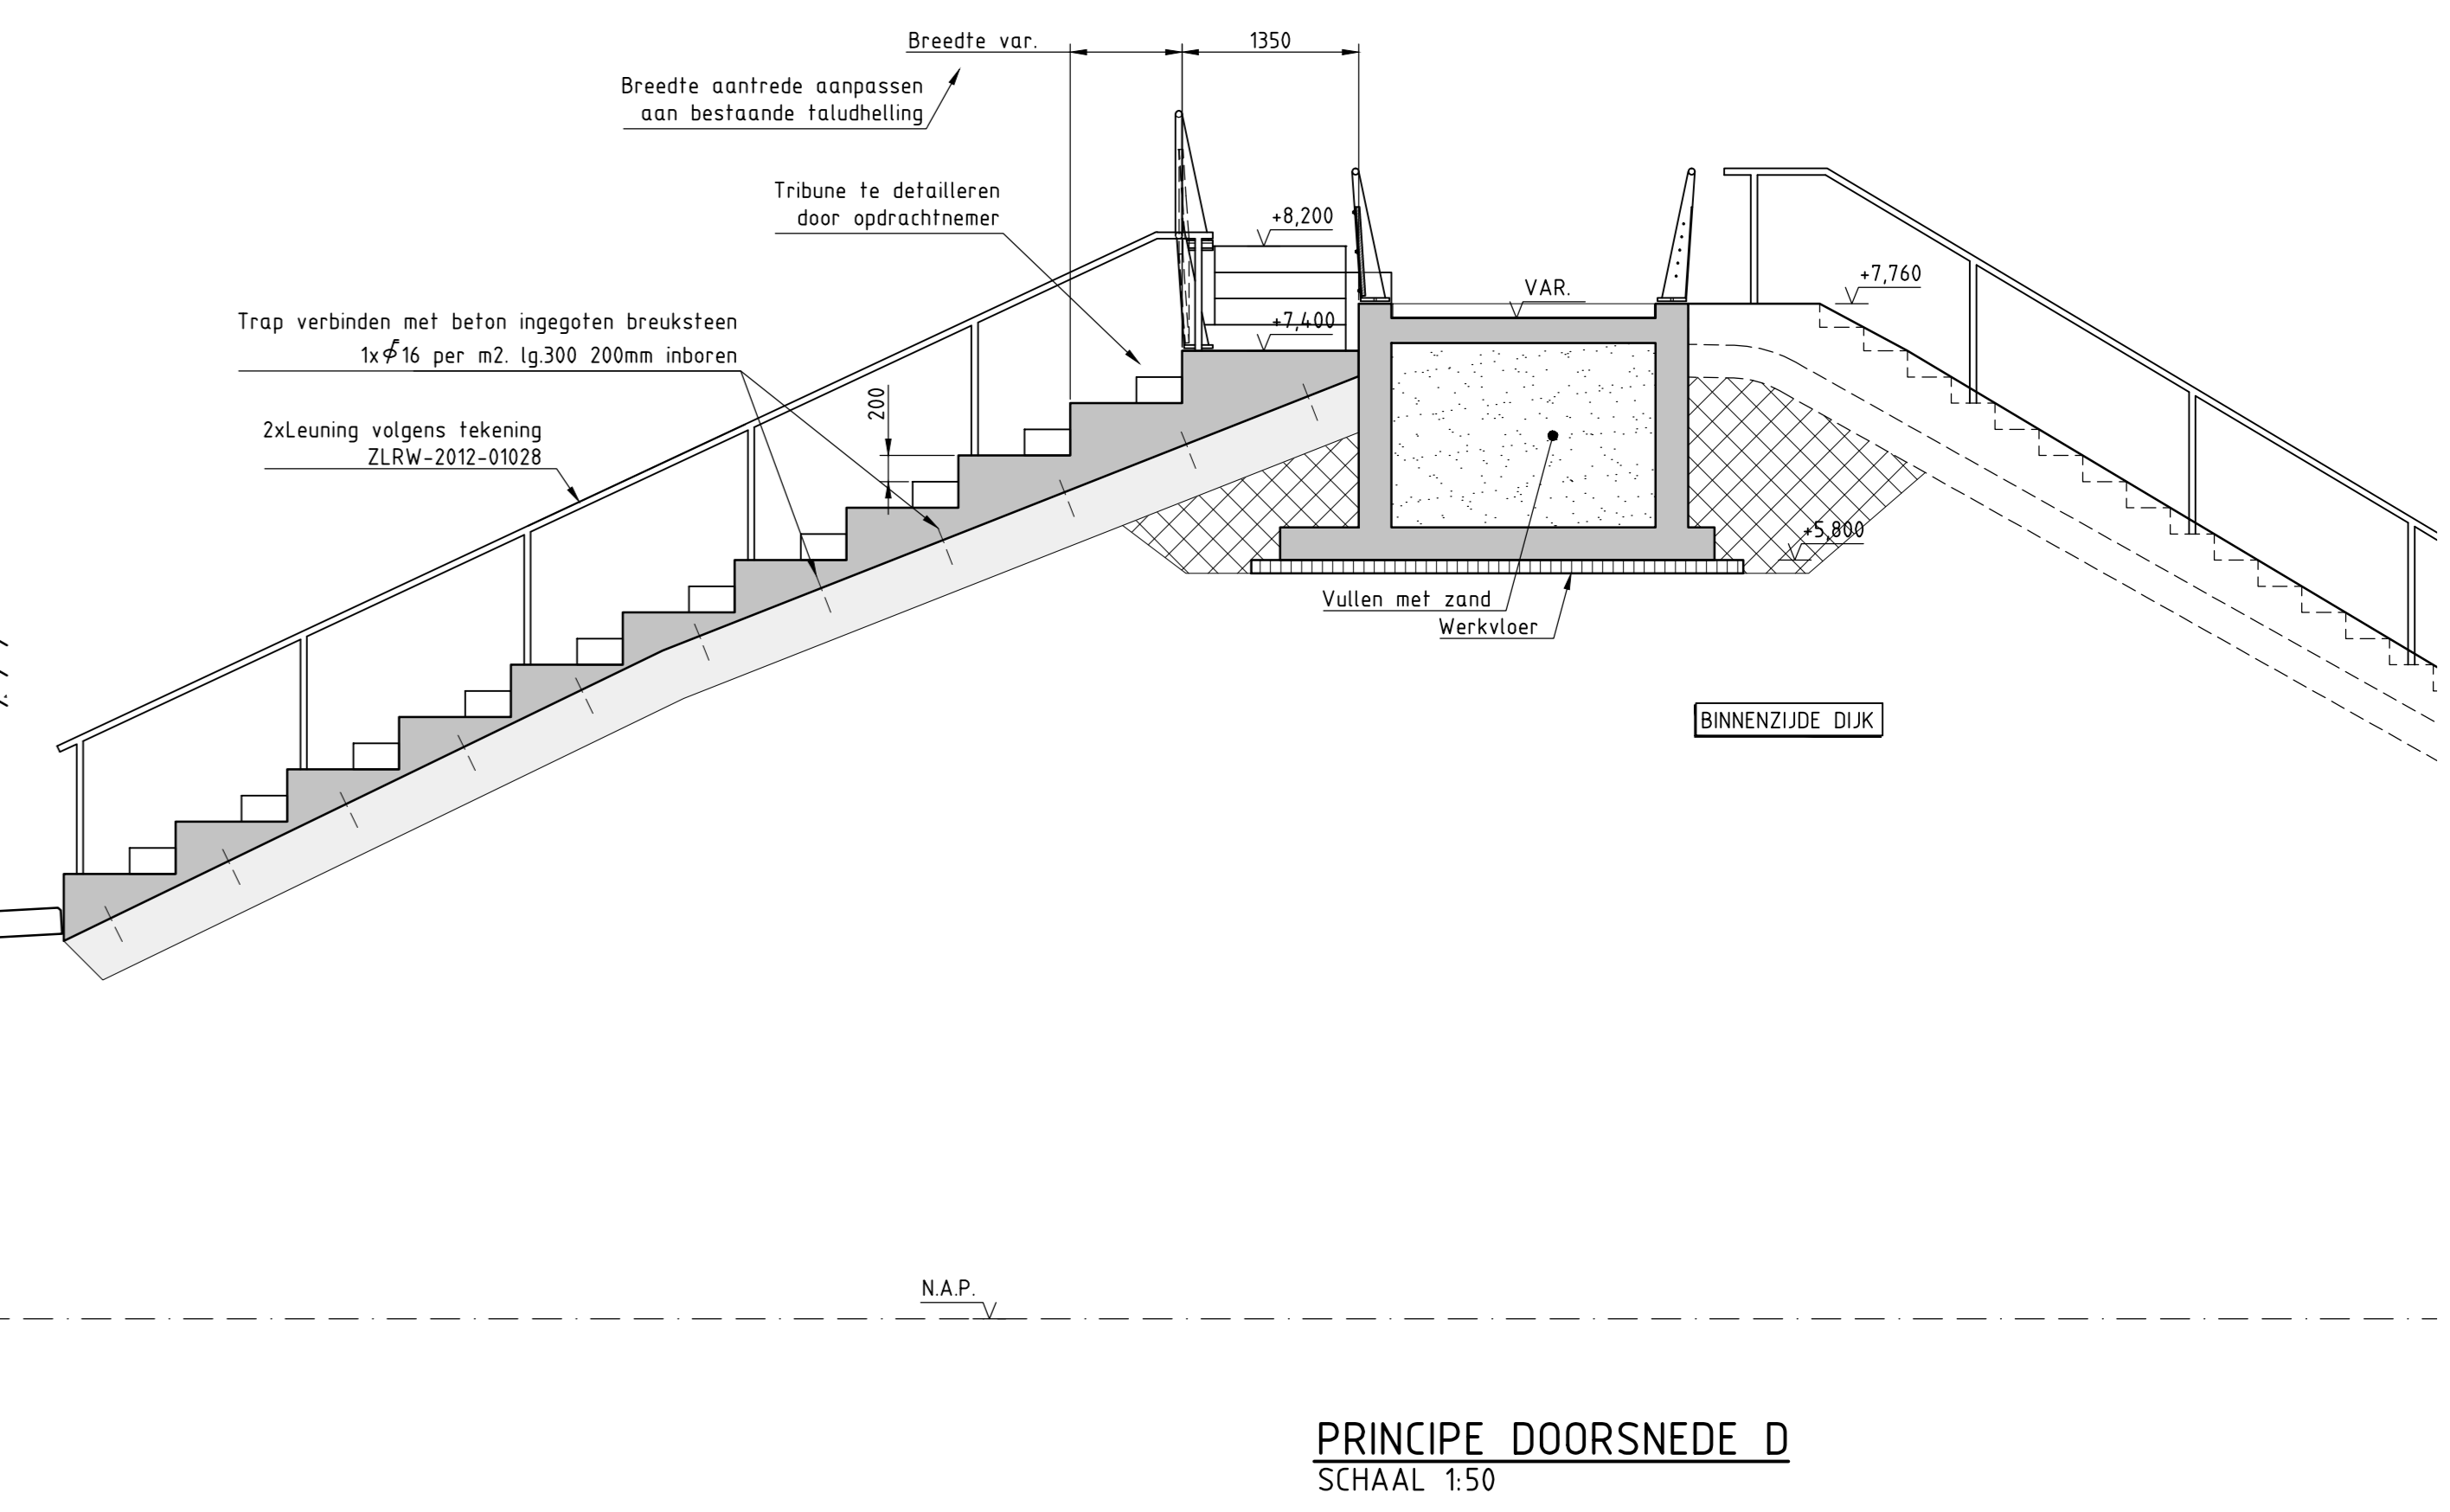 Breedte var.
1350
Breedte aantrede aanpassen
aan bestaande taludhelling
Tribune te detailleren
door opdrachtnemer
+8,200
+7,400
VAR.
+7,760
Trap verbinden met beton ingegoten breuksteen
1x 16 per m2. lg.300 200mm inboren
200
2xLeuning volgens tekening
ZLRW-2012-01028
+5,800
Vullen met zand
Werkvloer
BINNENZIJDE DIJK
N.A.P.
PRINCIPE DOORSNEDE D
SCHAAL 1:50